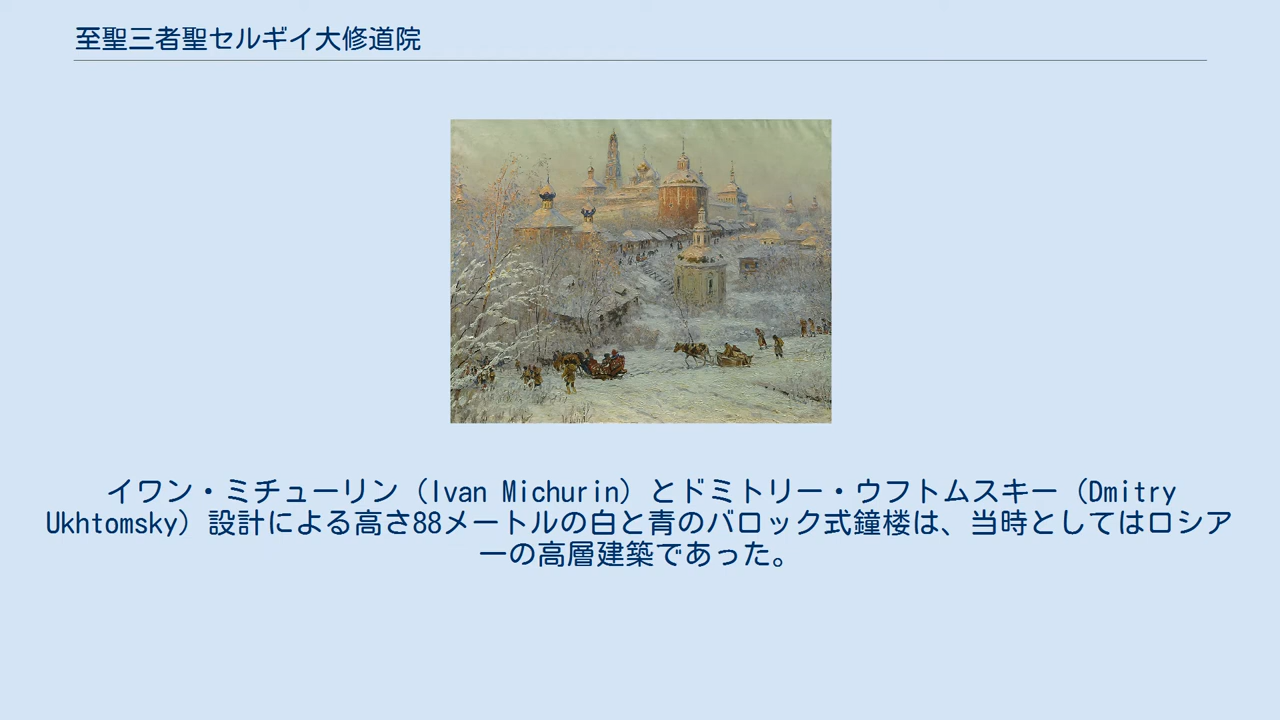 至聖三者聖セルギイ大修道院
イワン・ミチューリン（Ivan Michurin）とドミトリー・ウフトムスキー（Dmitry
Ukhtomsky）設計による高さ88メートルの白と青のバロック式鐘楼は、当時としてはロシア
一の高層建築であった。